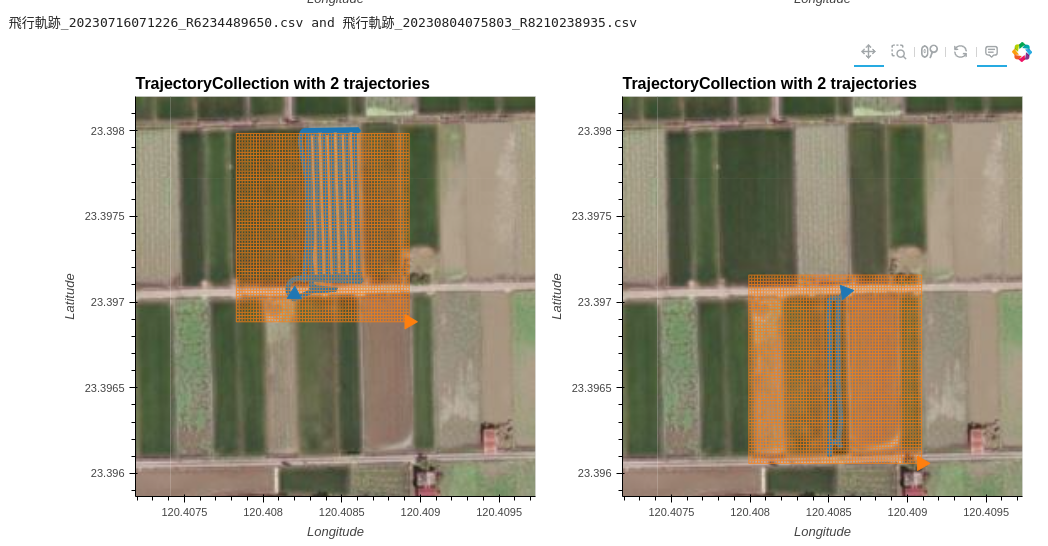 Longitude
Longitude
飛行軌跡_20230716071226_R6234489650.csv and 飛行軌跡_20230804075803_R8210238935.csv
TrajectoryCollection with 2 trajectories
23.398
23.3975
23.397
23.3965
23.396
Latitude
120.4075
120.408
120.4085
120.409
120.4095
Longitude
TrajectoryCollection with 2 trajectories
23.398
23.3975
23.397
23.3965
23.396
Latitude
120.4075
120.408
120.4085
120.409
120.4095
Longitude